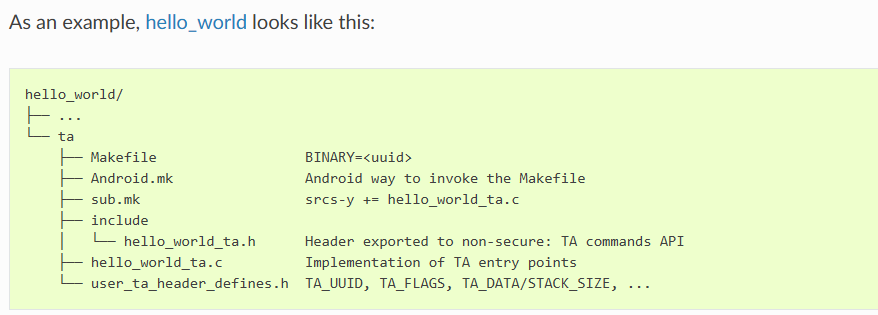 As an example, hello_world looks like this:
hello_world/
├── ...
└── ta
    ├── Makefile                  BINARY=<uuid>
    ├── Android.mk                Android way to invoke the Makefile
    ├── sub.mk                    srcs-y += hello_world_ta.c
    ├── include
    │   └── hello_world_ta.h      Header exported to non-secure: TA commands API
    ├── hello_world_ta.c          Implementation of TA entry points
    └── user_ta_header_defines.h  TA_UUID, TA_FLAGS, TA_DATA/STACK_SIZE, ...